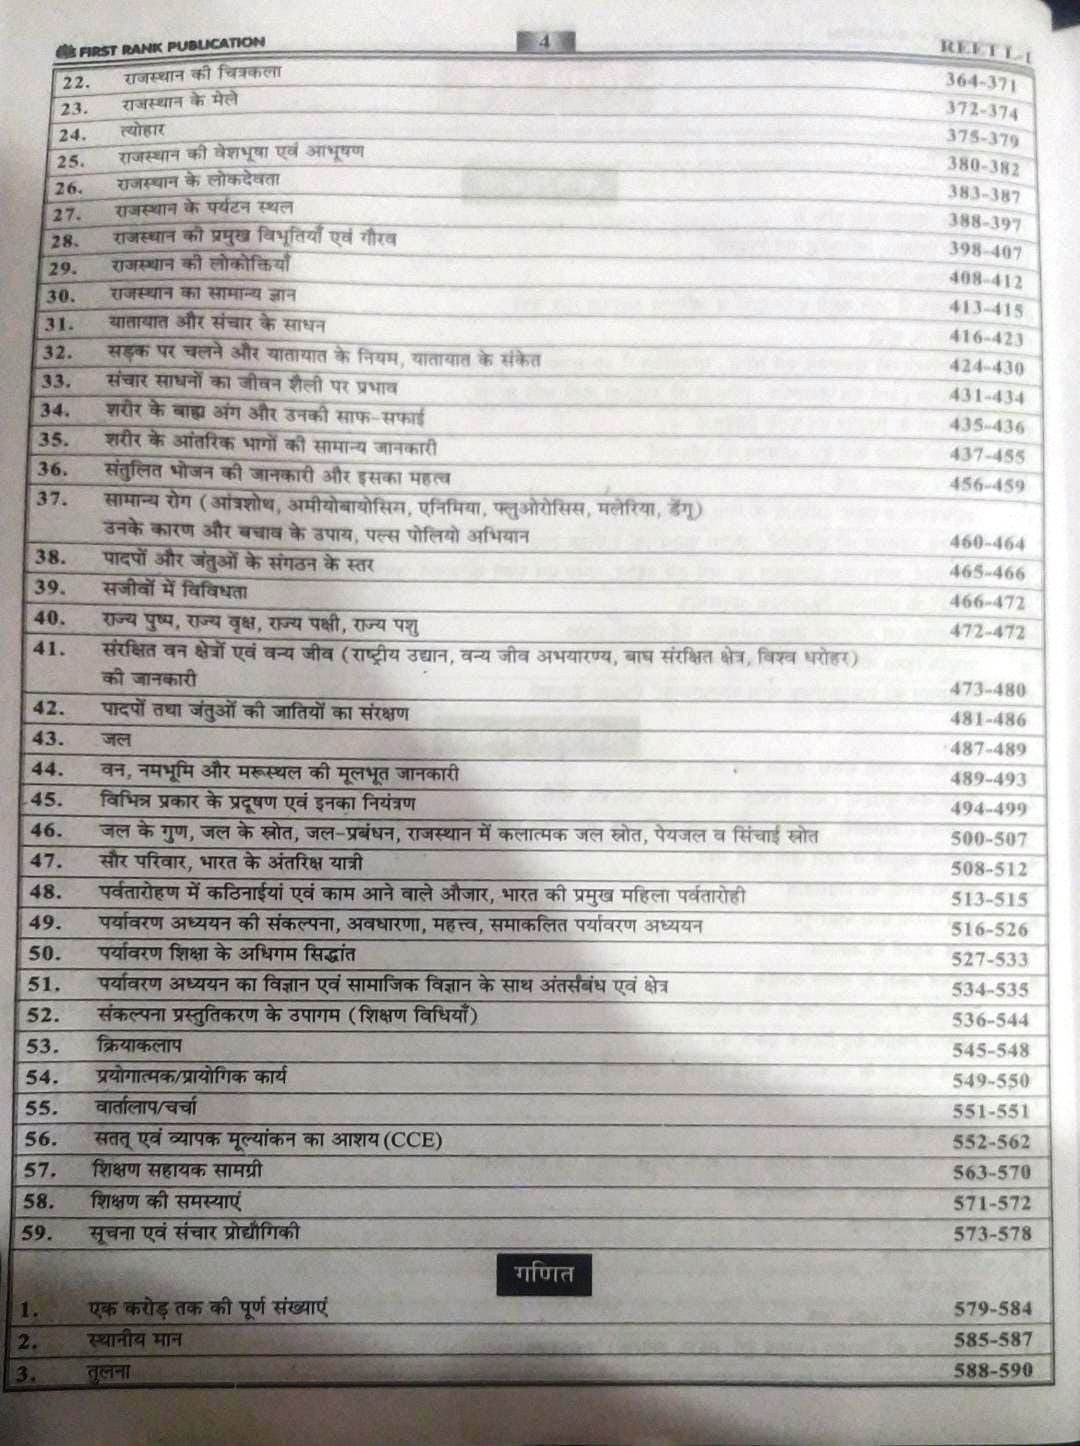 FIRST RANK PUBLICATION 4 REET L-1
22. राजस्थान की चित्रकला 364-371
23. राजस्थान के मेले 372-374
24. त्योहार 375-379
25. राजस्थान की वेशभूषा एवं आभूषण 380-382
26. राजस्थान के लोकदेवता 383-387
27. राजस्थान के पर्यटन स्थल 388-397
28. राजस्थान की प्रमुख विभूतियाँ एवं गौरव 398-407
29. राजस्थान की लोकोक्तियाँ 408-412
30. राजस्थान का सामान्य ज्ञान 413-415
31. यातायात और संचार के साधन 416-423
32. सड़क पर चलने और यातायात के नियम, यातायात के संकेत 424-430
33. संचार साधनों का जीवन शैली पर प्रभाव 431-434
34. शरीर के बाह्य अंग और उनकी साफ-सफाई 435-436
35. शरीर के आंतरिक भागों की सामान्य जानकारी 437-455
36. संतुलित भोजन की जानकारी और इसका महत्व 456-459
37. सामान्य रोग (आंत्रशोथ, अमीयोबायोसिस, एनिमिया, फ्लुओरोसिस, मलेरिया, डेंगू)
उनके कारण और बचाव के उपाय, पल्स पोलियो अभियान 460-464
38. पादपों और जंतुओं के संगठन के स्तर 465-466
39. सजीवों में विविधता 466-472
40. राज्य पुष्प, राज्य वृक्ष, राज्य पक्षी, राज्य पशु 472-472
41. संरक्षित वन क्षेत्रों एवं वन्य जीव (राष्ट्रीय उद्यान, वन्य जीव अभयारण्य, बाघ संरक्षित क्षेत्र, विश्व धरोहर)
की जानकारी 473-480
42. पादपों तथा जंतुओं की जातियों का संरक्षण 481-486
43. जल 487-489
44. वन, नमभूमि और मरूस्थल की मूलभूत जानकारी 489-493
45. विभिन्न प्रकार के प्रदूषण एवं इनका नियंत्रण 494-499
46. जल के गुण, जल के स्रोत, जल-प्रबंधन, राजस्थान में कलात्मक जल स्रोत, पेयजल व सिंचाई स्रोत 500-507
47. सौर परिवार, भारत के अंतरिक्ष यात्री 508-512
48. पर्वतारोहण में कठिनाईयां एवं काम आने वाले औजार, भारत की प्रमुख महिला पर्वतारोही 513-515
49. पर्यावरण अध्ययन की संकल्पना, अवधारणा, महत्त्व, समाकलित पर्यावरण अध्ययन 516-526
50. पर्यावरण शिक्षा के अधिगम सिद्धांत 527-533
51. पर्यावरण अध्ययन का विज्ञान एवं सामाजिक विज्ञान के साथ अंतर्संबंध एवं क्षेत्र 534-535
52. संकल्पना प्रस्तुतिकरण के उपागम (शिक्षण विधियाँ) 536-544
53. क्रियाकलाप 545-548
54. प्रयोगात्मक/प्रायोगिक कार्य 549-550
55. वार्तालाप/चर्चा 551-551
56. सतत् एवं व्यापक मूल्यांकन का आशय (CCE) 552-562
57. शिक्षण सहायक सामग्री 563-570
58. शिक्षण की समस्याएं 571-572
59. सूचना एवं संचार प्रोद्यौगिकी 573-578
गणित
1. एक करोड़ तक की पूर्ण संख्याएं 579-584
2. स्थानीय मान 585-587
3. तुलना 588-590